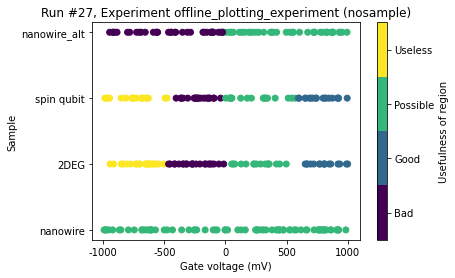 Run #27, Experiment offline_plotting_experiment (nosample)
nanowire_alt
spin qubit
2DEG
nanowire
Sample
-1000 -500 0 500 1000
Gate voltage (mV)
Useless
Possible
Good
Bad
Usefulness of region